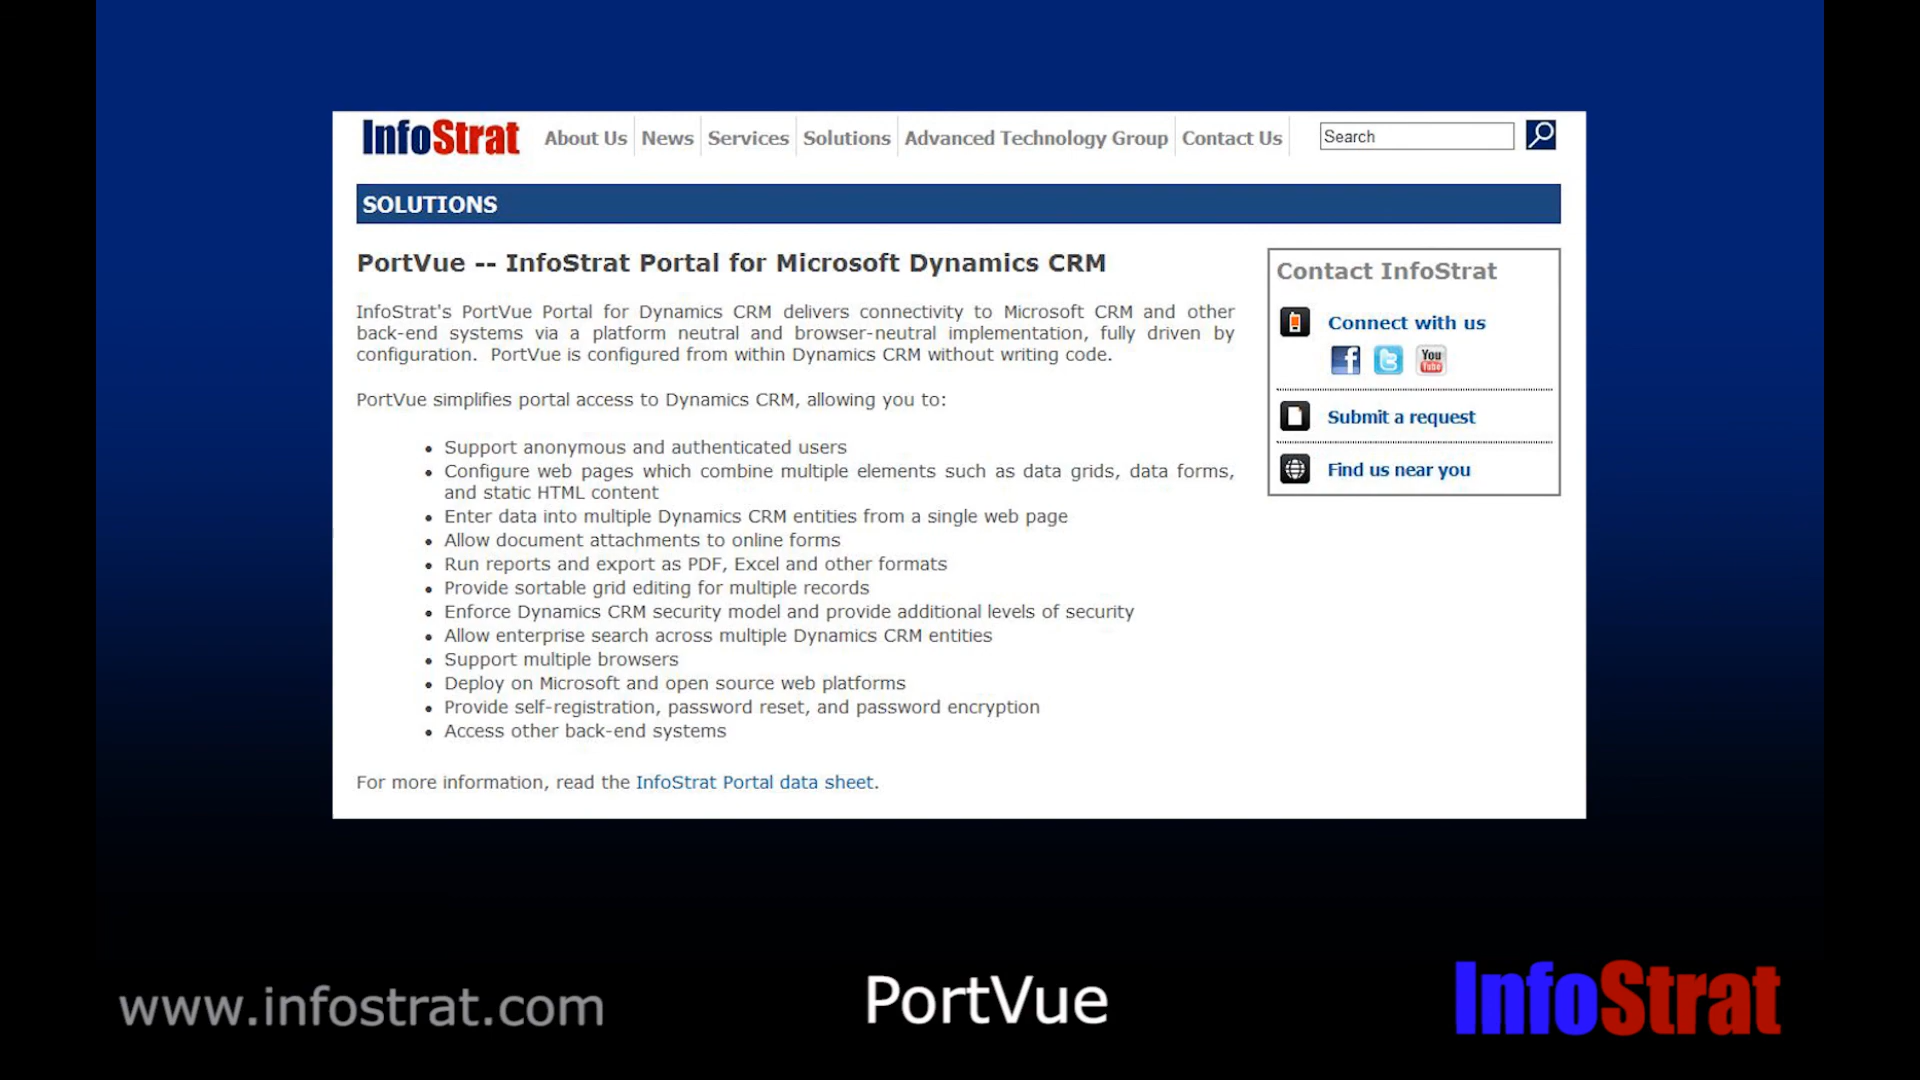 InfoStrat About Us News Services Solutions Advanced Technology Group Contact Us Search
SOLUTIONS
PortVue -- InfoStrat Portal for Microsoft Dynamics CRM
InfoStrat's PortVue Portal for Dynamics CRM delivers connectivity to Microsoft CRM and other
back-end systems via a platform neutral and browser-neutral implementation, fully driven by
configuration. PortVue is configured from within Dynamics CRM without writing code.
PortVue simplifies portal access to Dynamics CRM, allowing you to:
• Support anonymous and authenticated users
• Configure web pages which combine multiple elements such as data grids, data forms,
and static HTML content
• Enter data into multiple Dynamics CRM entities from a single web page
• Allow document attachments to online forms
• Run reports and export as PDF, Excel and other formats
• Provide sortable grid editing for multiple records
• Enforce Dynamics CRM security model and provide additional levels of security
• Allow enterprise search across multiple Dynamics CRM entities
• Support multiple browsers
• Deploy on Microsoft and open source web platforms
• Provide self-registration, password reset, and password encryption
• Access other back-end systems
For more information, read the InfoStrat Portal data sheet.
Contact InfoStrat
Connect with us
f t You Tube
Submit a request
Find us near you
www.infostrat.com
PortVue
InfoStrat